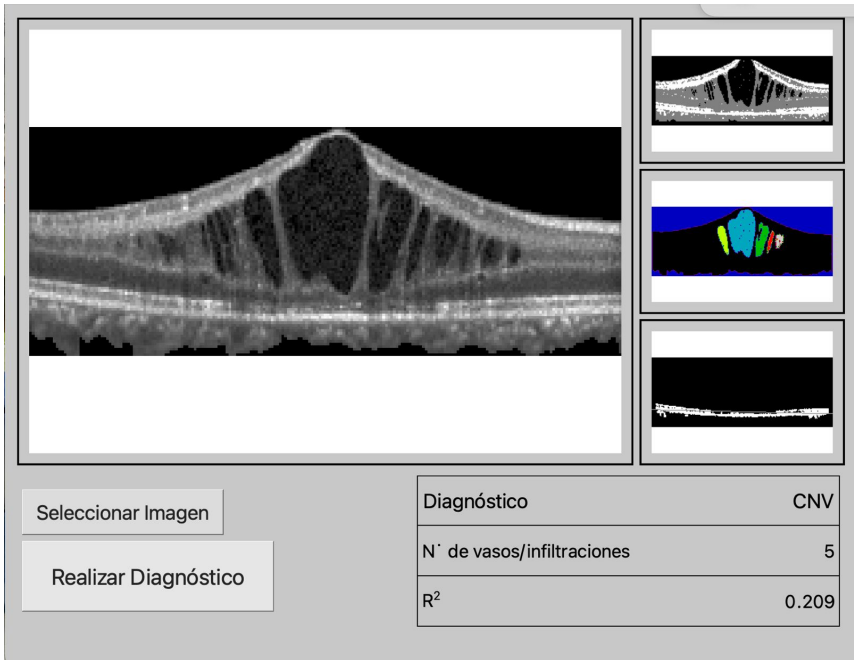 Seleccionar Imagen
Realizar Diagnóstico
Diagnóstico CNV
N˙ de vasos/infiltraciones 5
R² 0.209